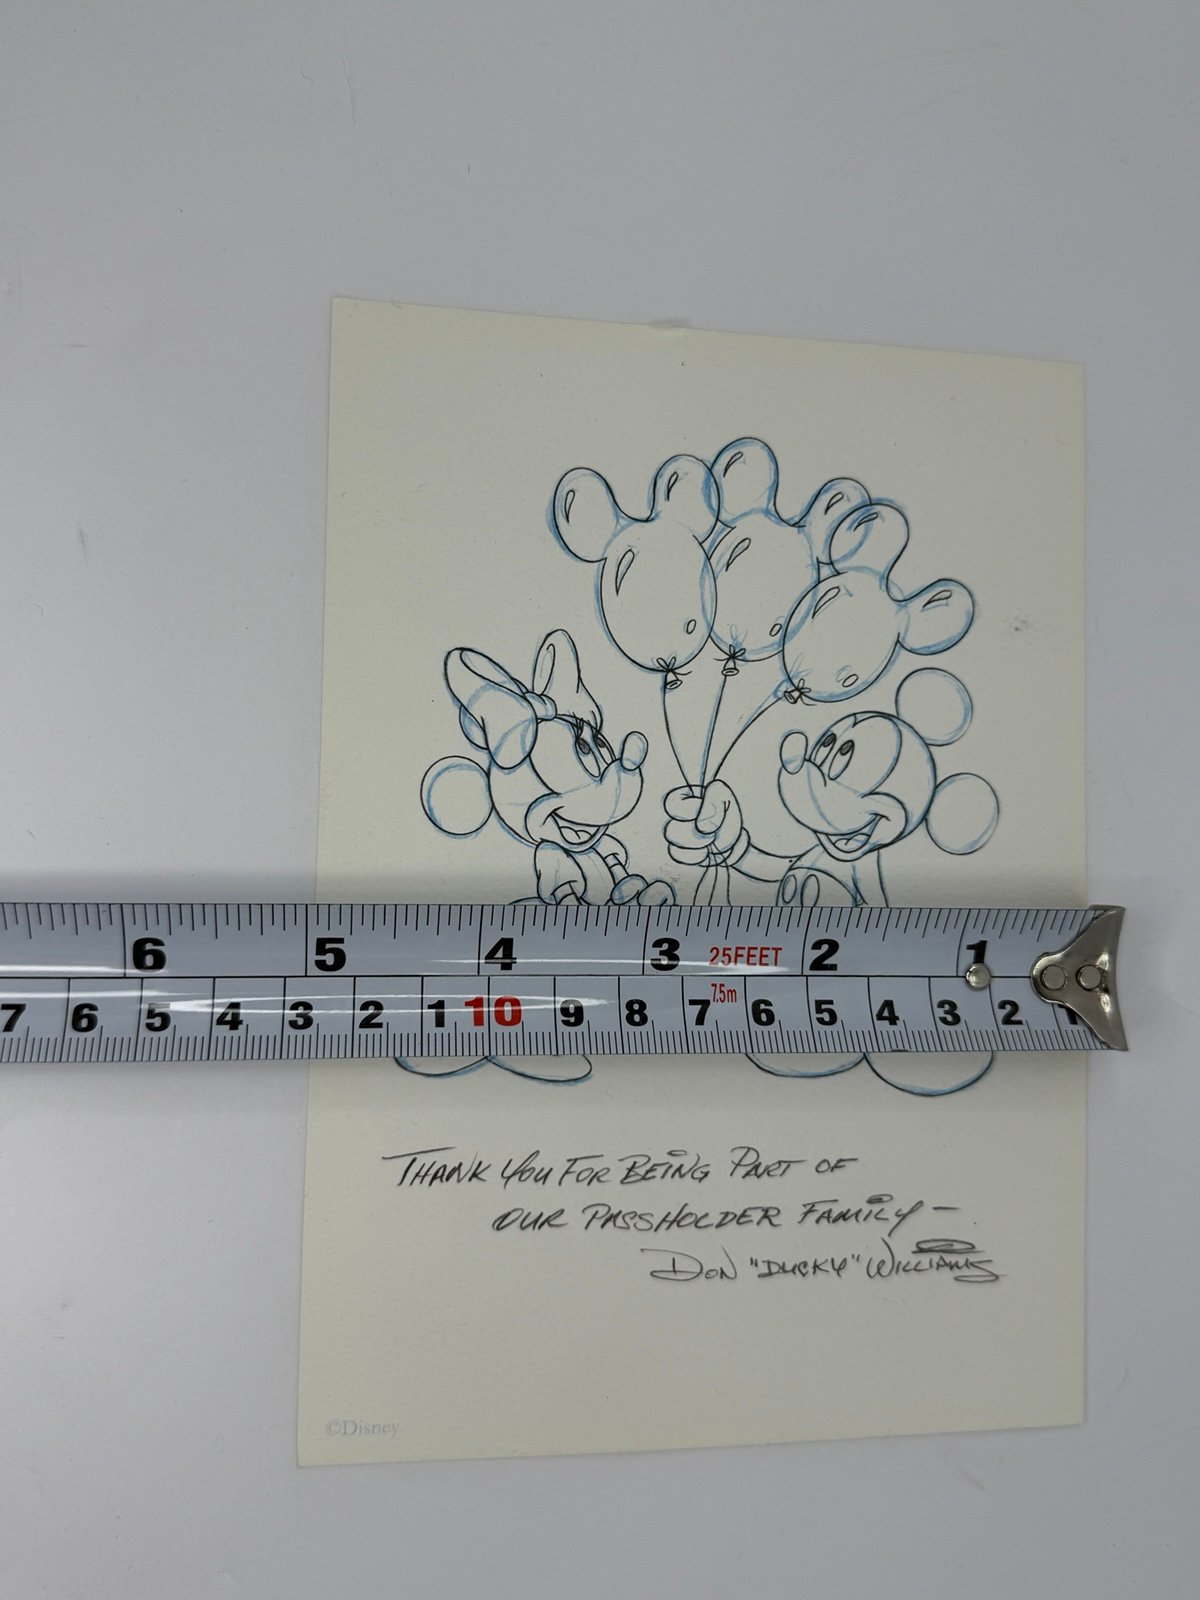 6 5 4 3 25FEET 2 1
7 6 5 4 3 2 1 10 9 8 7 7.5m 6 5 4 3 2 1
THANK YOU FOR BEING PART OF
OUR PASSHOLDER FAMILY –
DON "DUCKY" WILLIAMS
©Disney